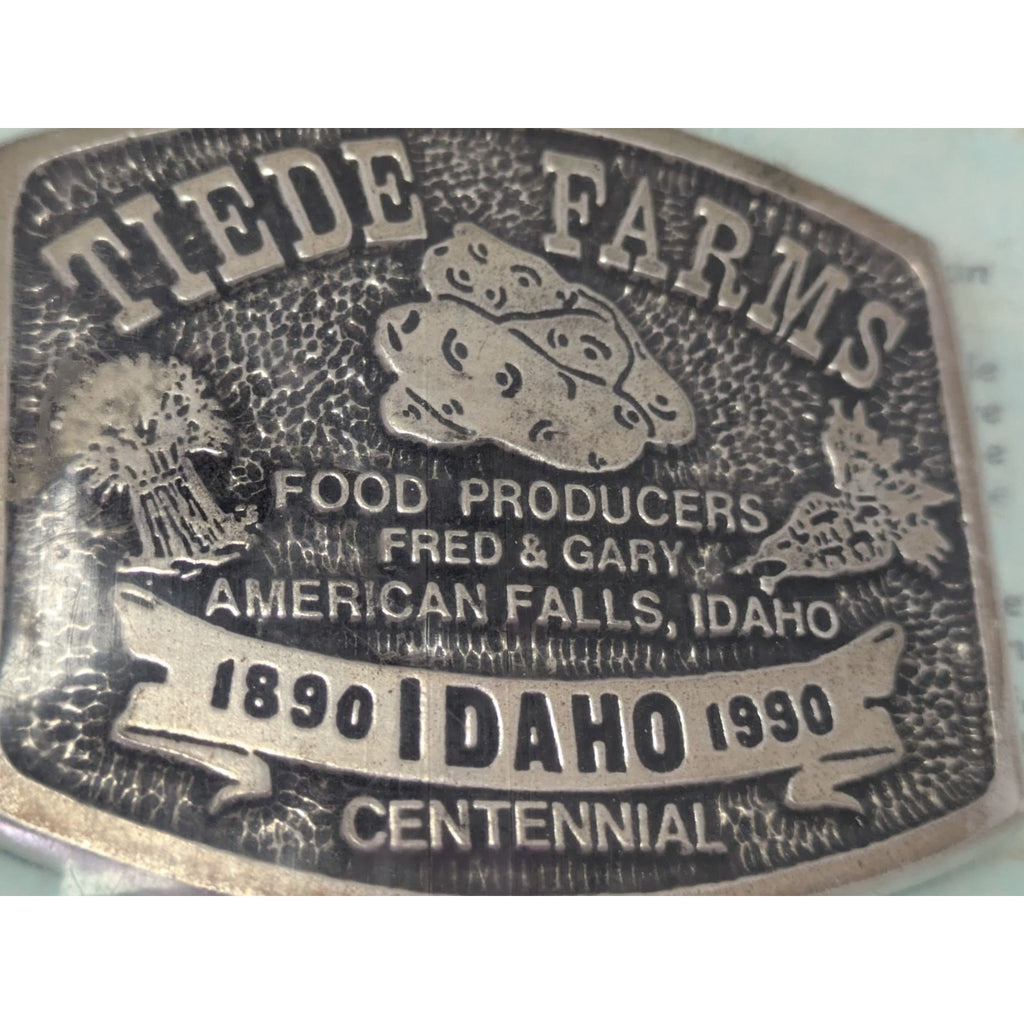 TIEDE FARMS
FOOD PRODUCERS
FRED & GARY
AMERICAN FALLS, IDAHO
1890 IDAHO 1990
CENTENNIAL